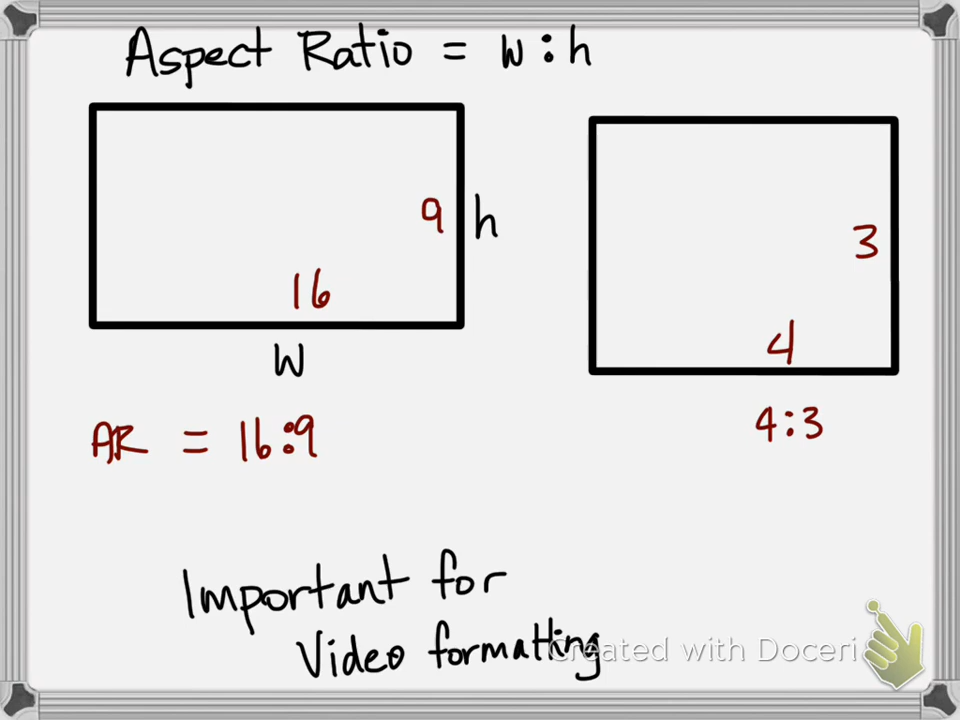 Aspect Ratio = w:h
9
h
16
W
AR = 16:9
3
4
4:3
Important for
Video formatting
Created with Doceri